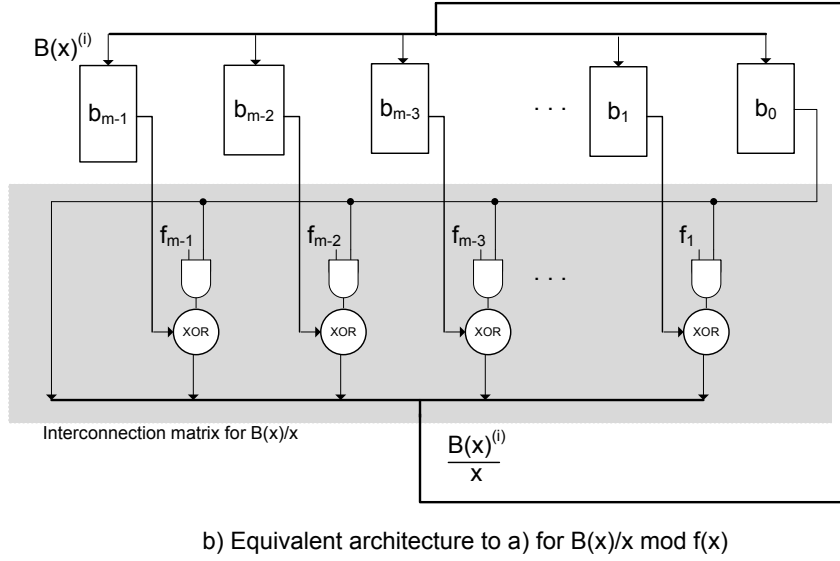 B(x)^(i)
b_m-1
b_m-2
b_m-3
. . .
b_1
b_0
f_m-1
f_m-2
f_m-3
f_1
. . .
XOR
XOR
XOR
XOR
Interconnection matrix for B(x)/x
B(x)^(i)
x
b) Equivalent architecture to a) for B(x)/x mod f(x)